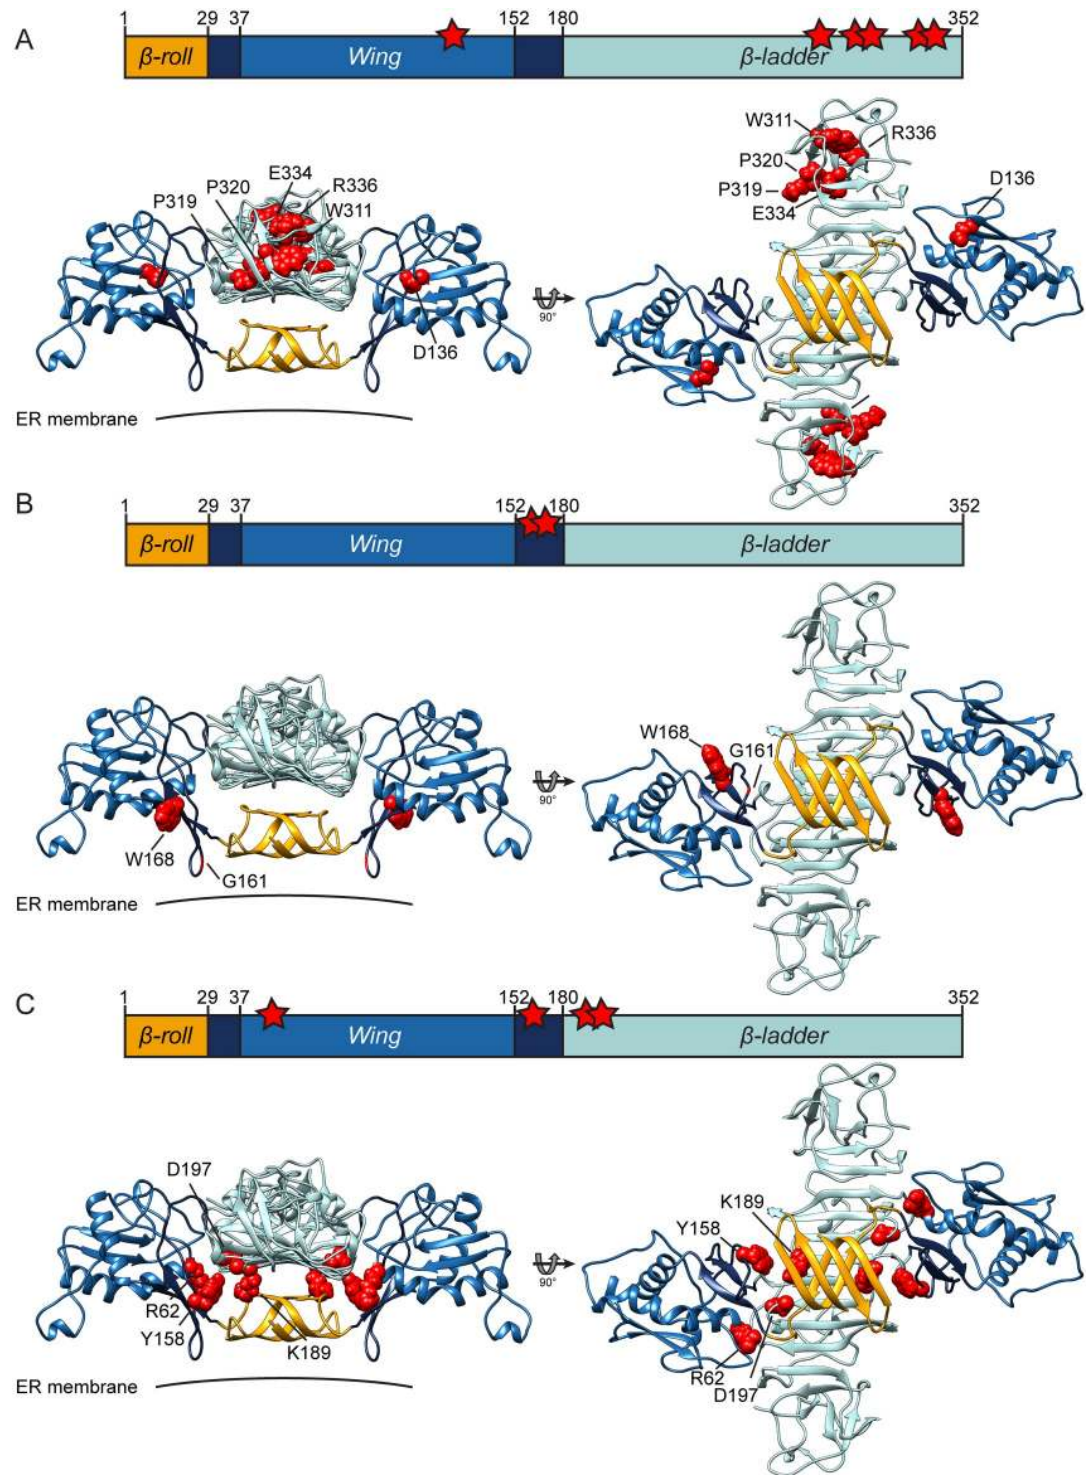 A
1 29 37 152 180 352
β-roll Wing β-ladder
W311
R336
P320
P319
E334
D136
E334
P320 R336
P319 W311
D136
90°
ER membrane
B
1 29 37 152 180 352
β-roll Wing β-ladder
W168
G161
W168
G161
90°
ER membrane
C
1 29 37 152 180 352
β-roll Wing β-ladder
D197
R62
Y158
K189
90°
K189
Y158
R62
D197
ER membrane